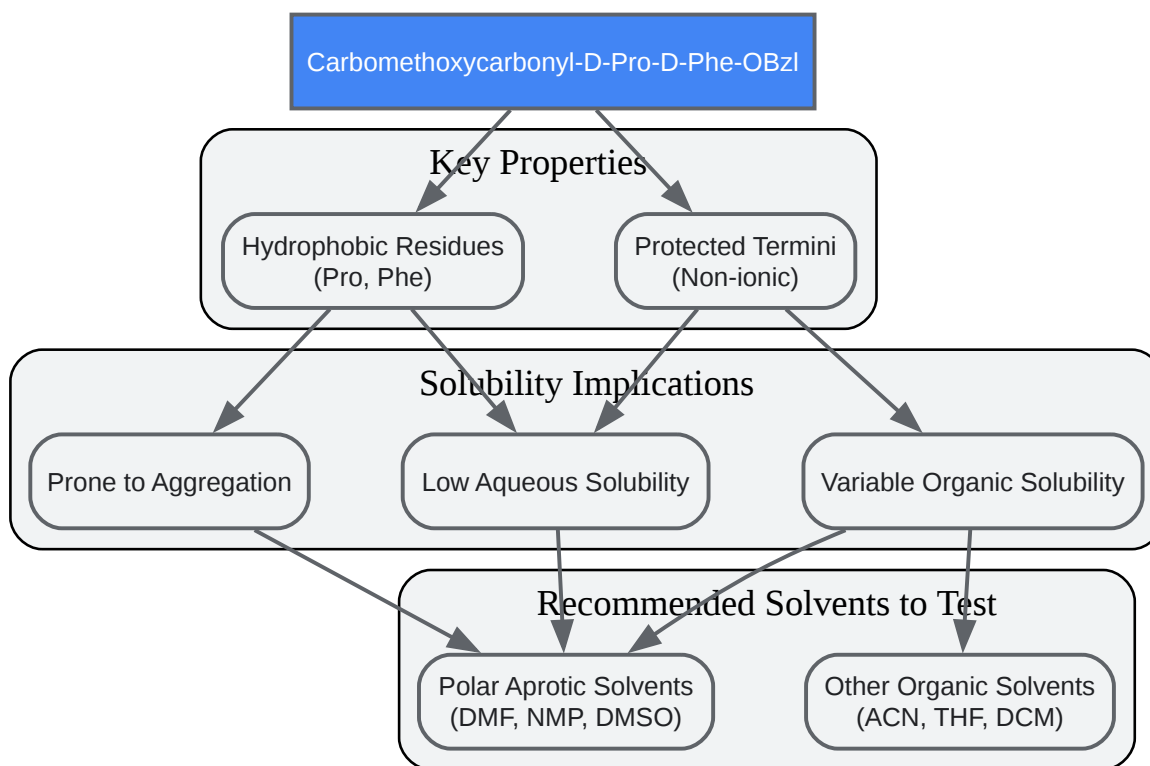 Carbomethoxycarbonyl-D-Pro-D-Phe-OBzl
Key Properties
Hydrophobic Residues
(Pro, Phe)
Protected Termini
(Non-ionic)
Solubility Implications
Prone to Aggregation
Low Aqueous Solubility
Variable Organic Solubility
Recommended Solvents to Test
Polar Aprotic Solvents
(DMF, NMP, DMSO)
Other Organic Solvents
(ACN, THF, DCM)